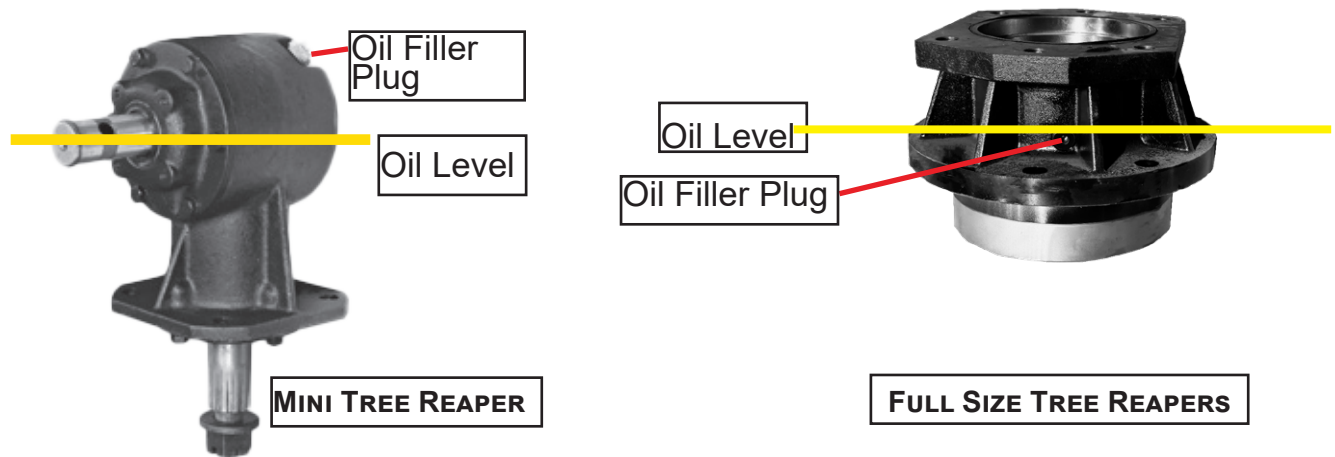 Oil Filler
Plug
Oil Level
MINI TREE REAPER
Oil Level
Oil Filler Plug
FULL SIZE TREE REAPERS